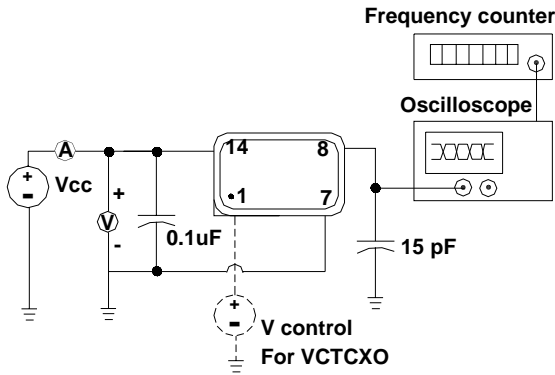 Frequency counter
Oscilloscope
A
14
8
+
-
Vcc
+
V
-
1
7
0.1uF
15 pF
+
-
V control
For VCTCXO